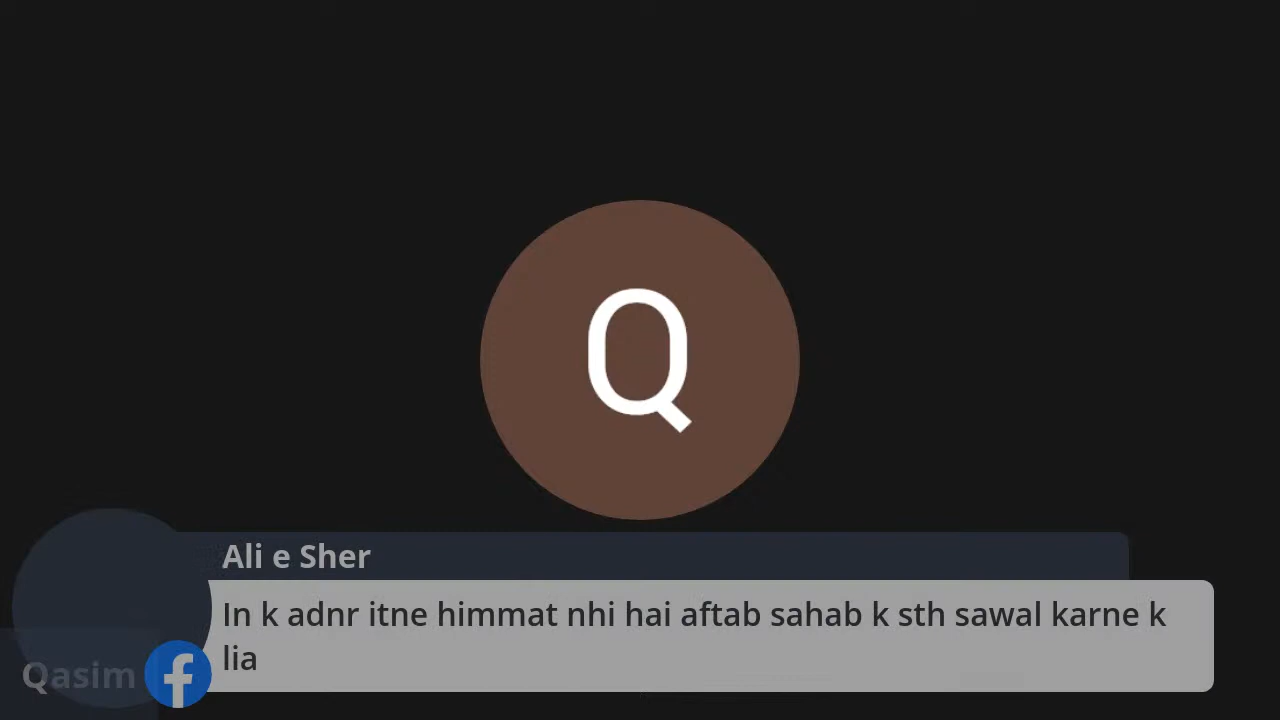 Q
Ali e Sher
In k adnr itne himmat nhi hai aftab sahab k sth sawal karne k
lia
Qasim